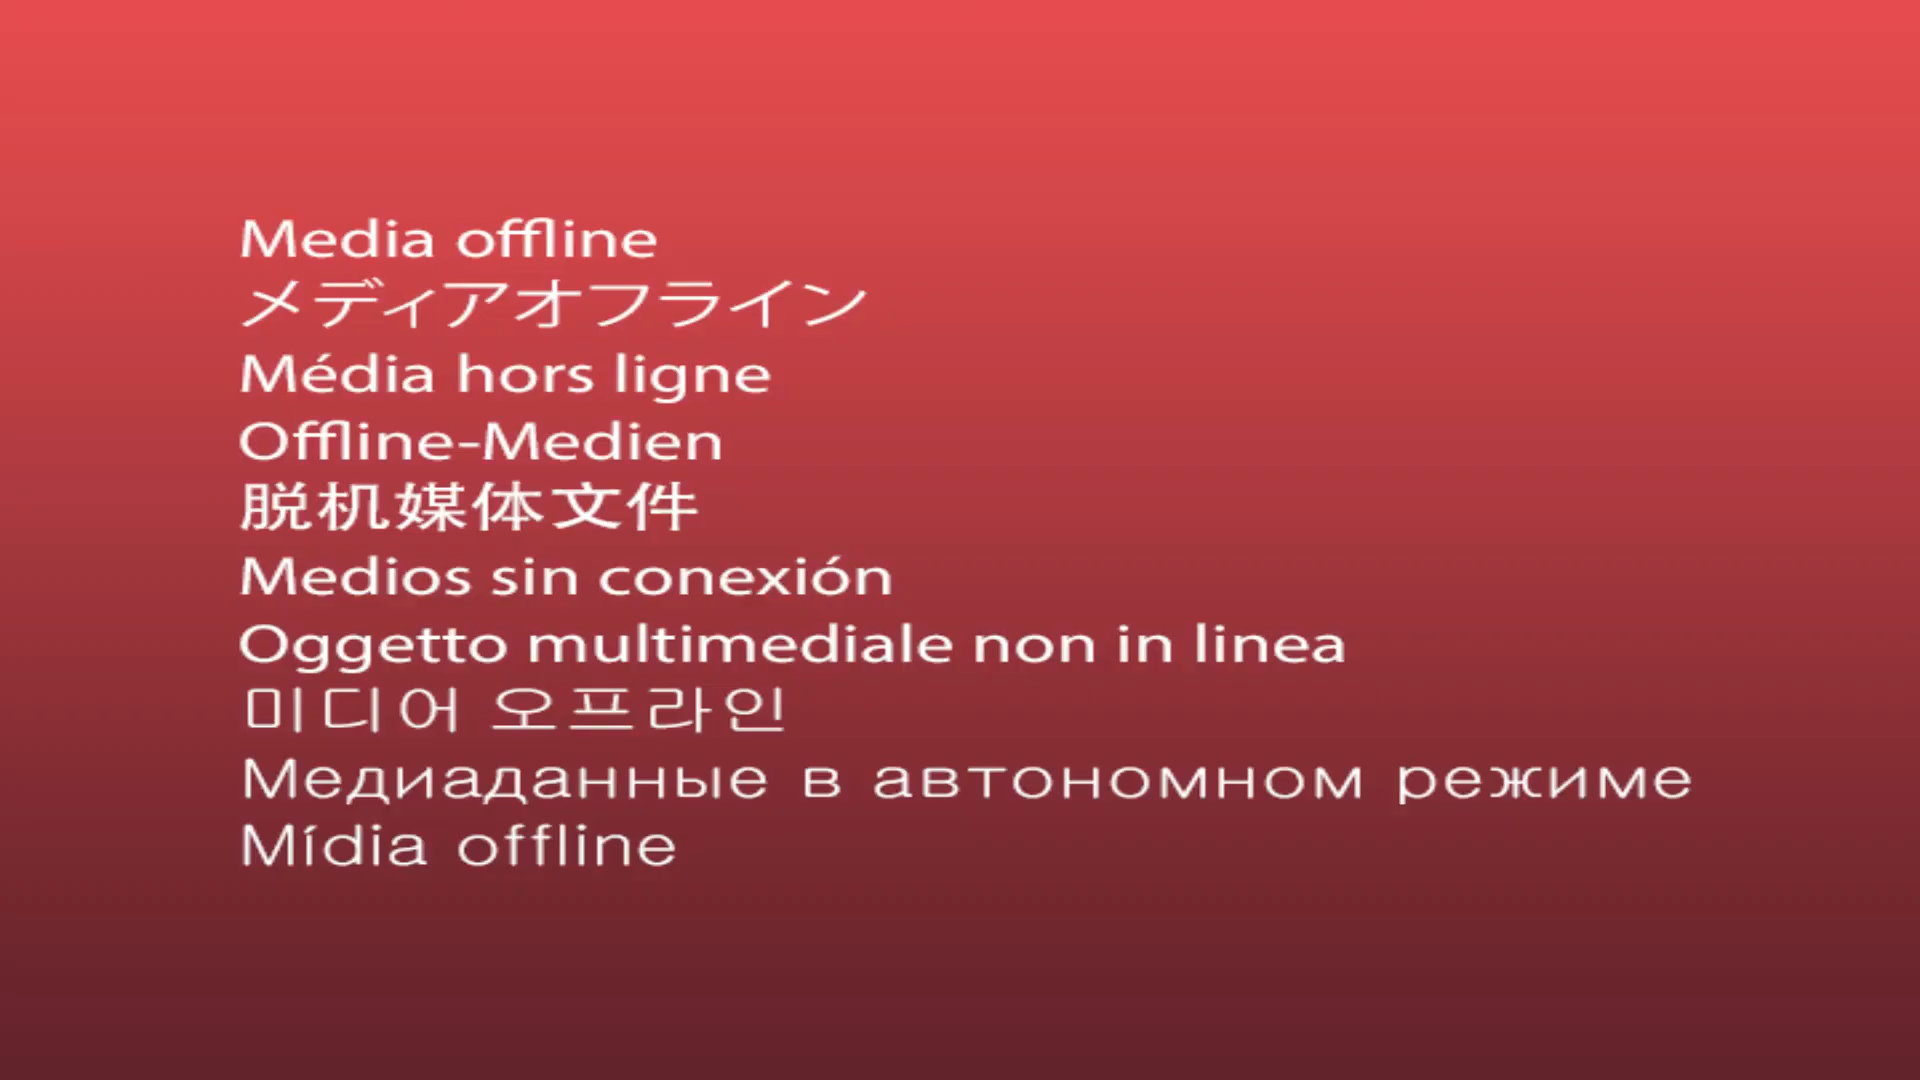 Media offline
メディアオフライン
Média hors ligne
Offline-Medien
脱机媒体文件
Medios sin conexión
Oggetto multimediale non in linea
미디어 오프라인
Медиаданные в автономном режиме
Mídia offline